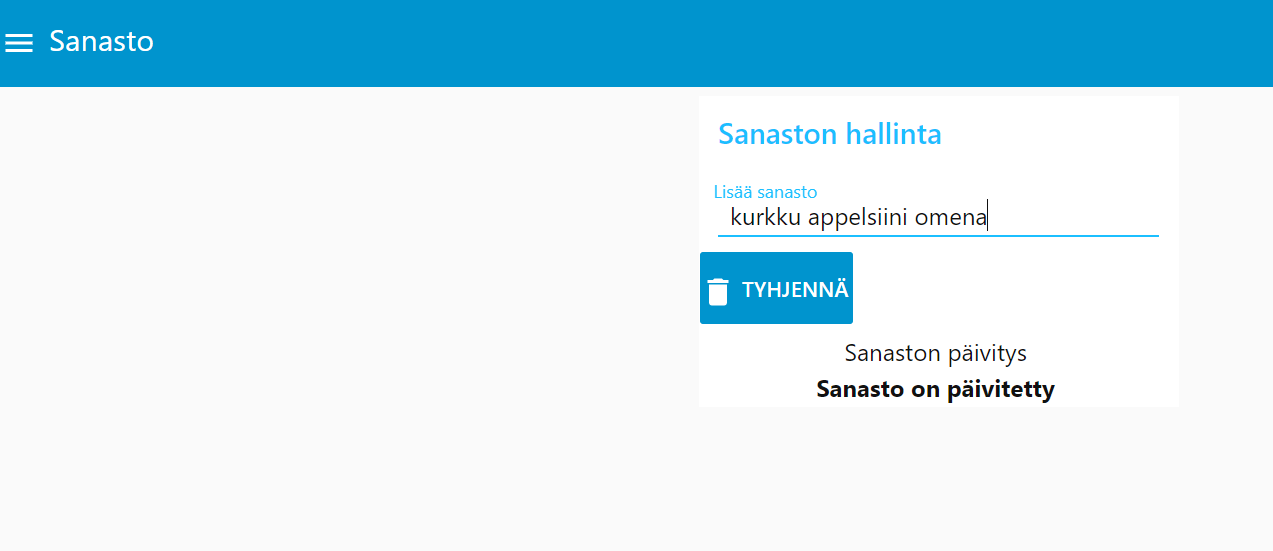 Sanasto
Sanaston hallinta
Lisää sanasto
kurkku appelsiini omena
TYHJENNÄ
Sanaston päivitys
Sanasto on päivitetty